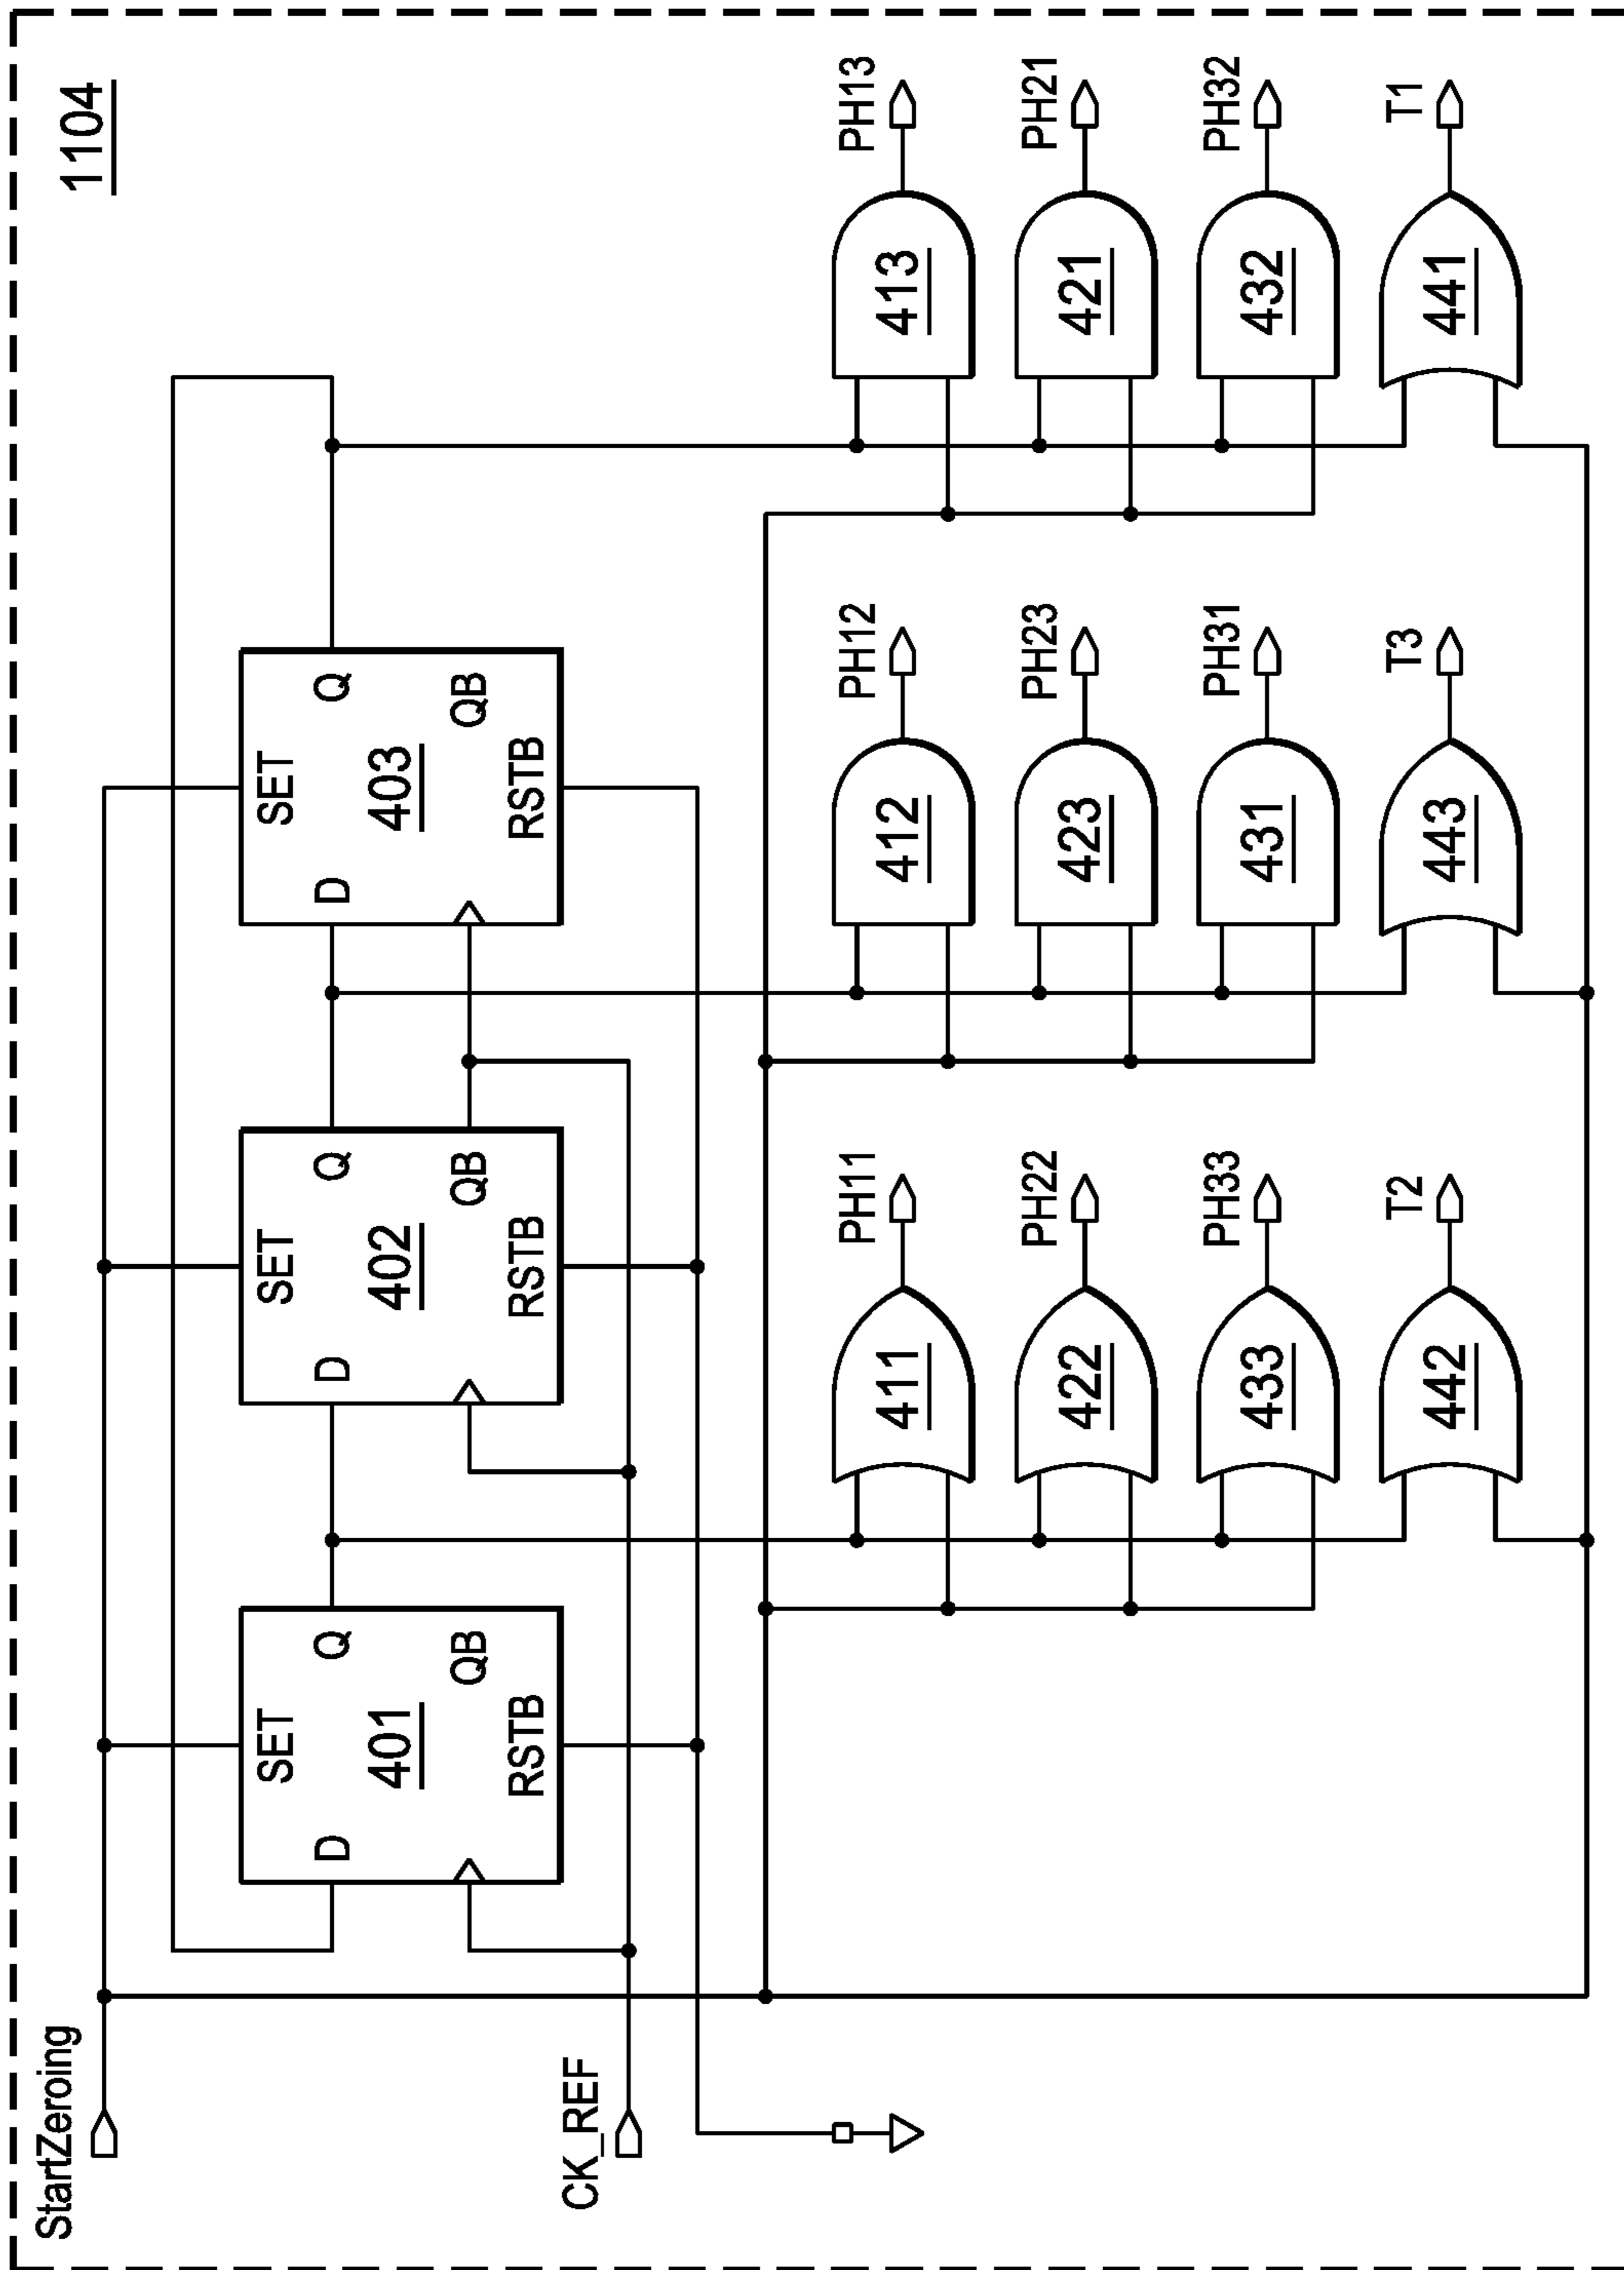 1104
StartZeroing
CK_REF
SET
D
Q
401
QB
RSTB
SET
D
Q
402
QB
RSTB
SET
D
Q
403
QB
RSTB
PH11
411
PH12
412
PH13
413
PH22
422
PH23
423
PH21
421
PH33
433
PH31
431
PH32
432
T2
442
T3
443
T1
441